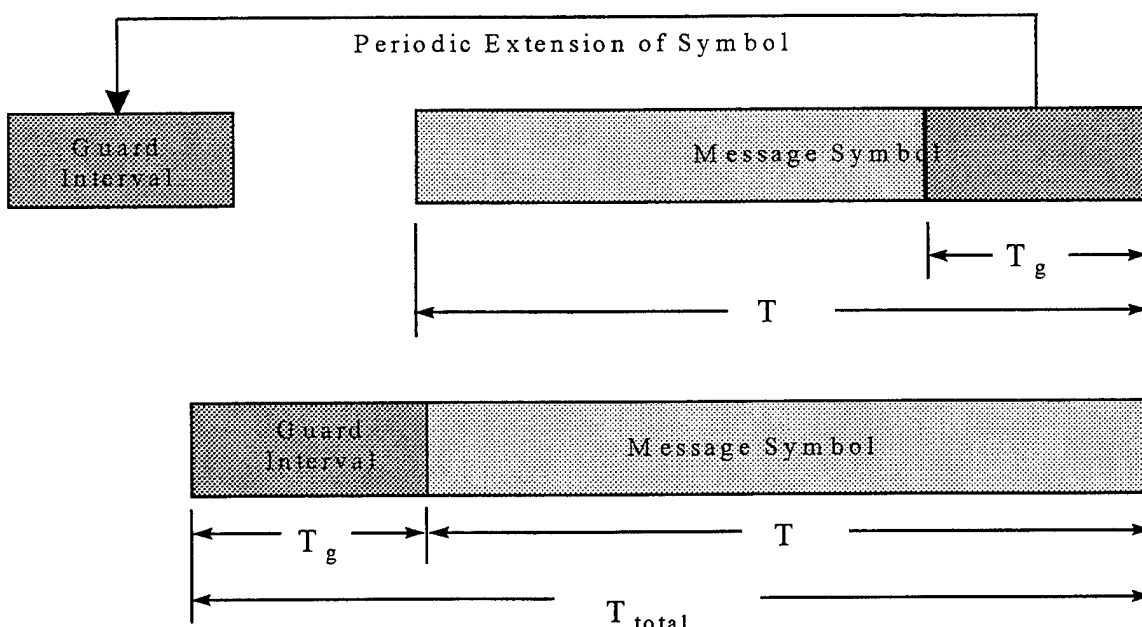 Periodic Extension of Symbol
Guard
Interval
Message Symbol
T g
T
Guard
Interval
Message Symbol
T g
T
T total